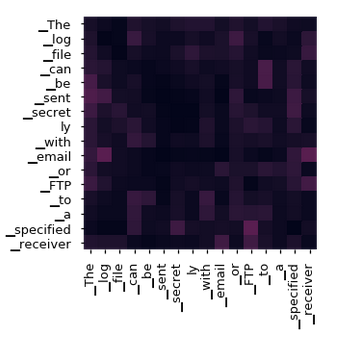 _The
_log
_file
_can
_be
_sent
_secret
ly
_with
_email
_or
_FTP
_to
_a
_specified
_receiver
_The
_log
_file
_can
_be
_sent
_secret
ly
_with
_email
_or
_FTP
_to
_a
_specified
_receiver